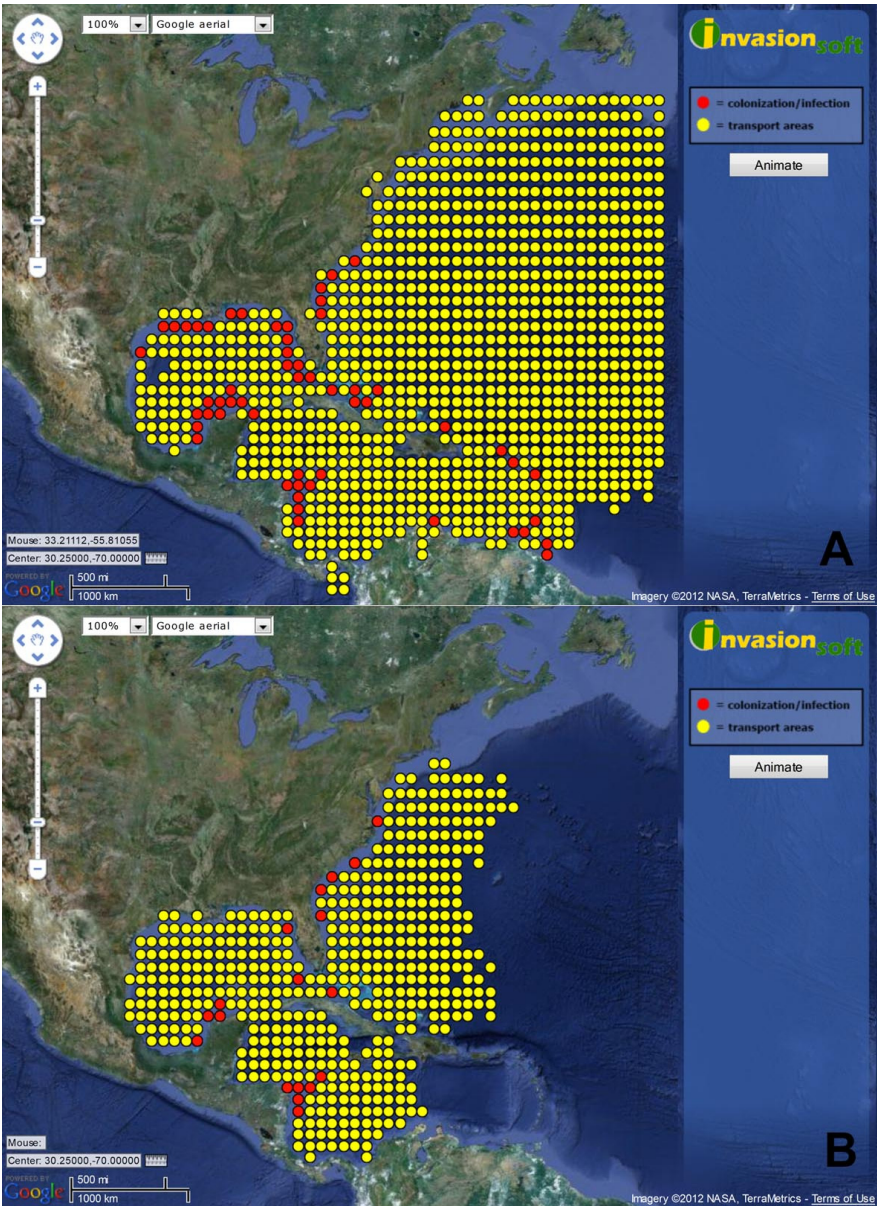 100% Google aerial
invasion soft
= colonization/infection
= transport areas
Animate
Mouse: 33.21112,-55.81055
Center: 30.25000,-70.00000
POWERED BY
Google
500 mi
1000 km
A
Imagery ©2012 NASA, TerraMetrics - Terms of Use
100% Google aerial
invasion soft
= colonization/infection
= transport areas
Animate
Mouse:
Center: 30.25000,-70.00000
POWERED BY
Google
500 mi
1000 km
B
Imagery ©2012 NASA, TerraMetrics - Terms of Use